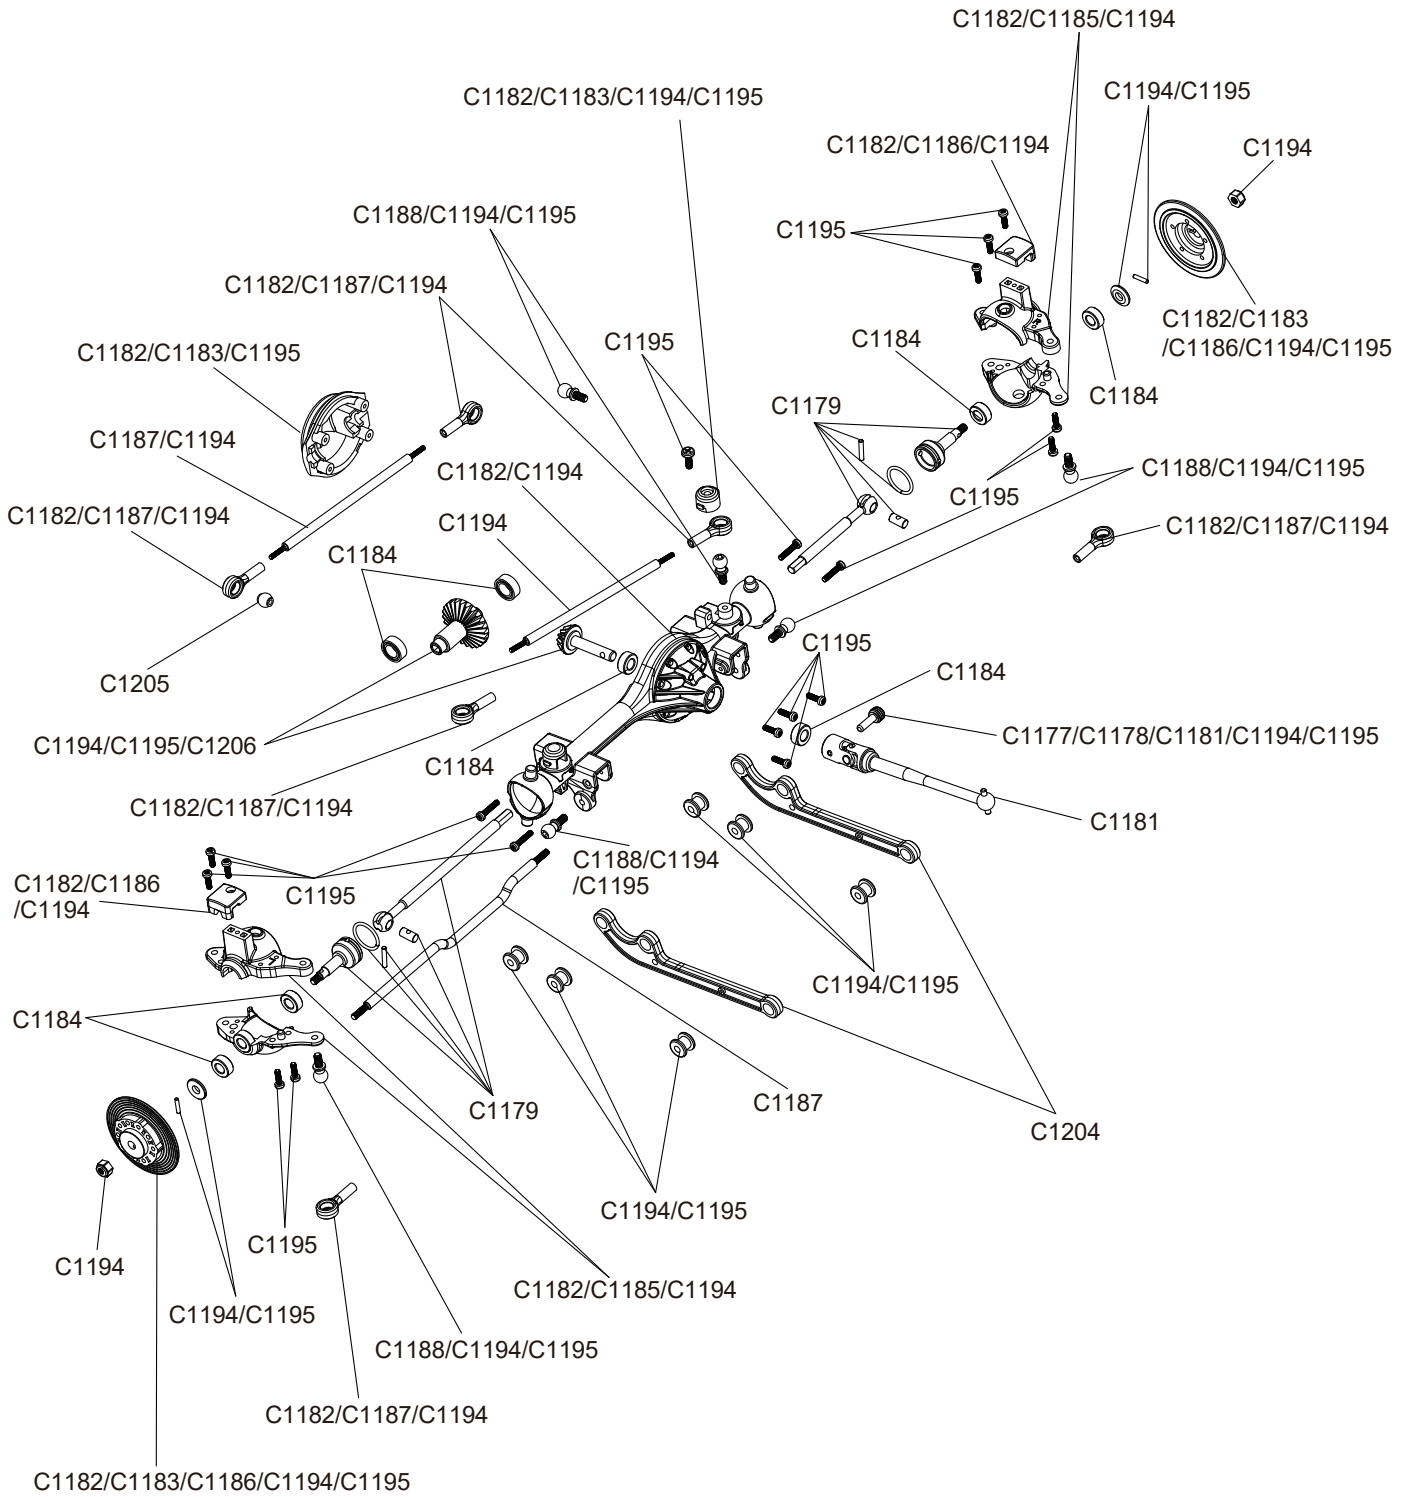 C1182/C1185/C1194
C1194/C1195
C1182/C1183/C1194/C1195
C1182/C1186/C1194
C1194
C1188/C1194/C1195
C1195
C1182/C1187/C1194
C1182/C1183
/C1186/C1194/C1195
C1195
C1184
C1182/C1183/C1195
C1184
C1179
C1187/C1194
C1182/C1194
C1188/C1194/C1195
C1195
C1182/C1187/C1194
C1194
C1182/C1187/C1194
C1184
C1195
C1184
C1205
C1194/C1195/C1206
C1177/C1178/C1181/C1194/C1195
C1184
C1182/C1187/C1194
C1181
C1188/C1194
/C1195
C1182/C1186
/C1194
C1195
C1194/C1195
C1184
C1187
C1179
C1204
C1194/C1195
C1195
C1194
C1182/C1185/C1194
C1194/C1195
C1188/C1194/C1195
C1182/C1187/C1194
C1182/C1183/C1186/C1194/C1195